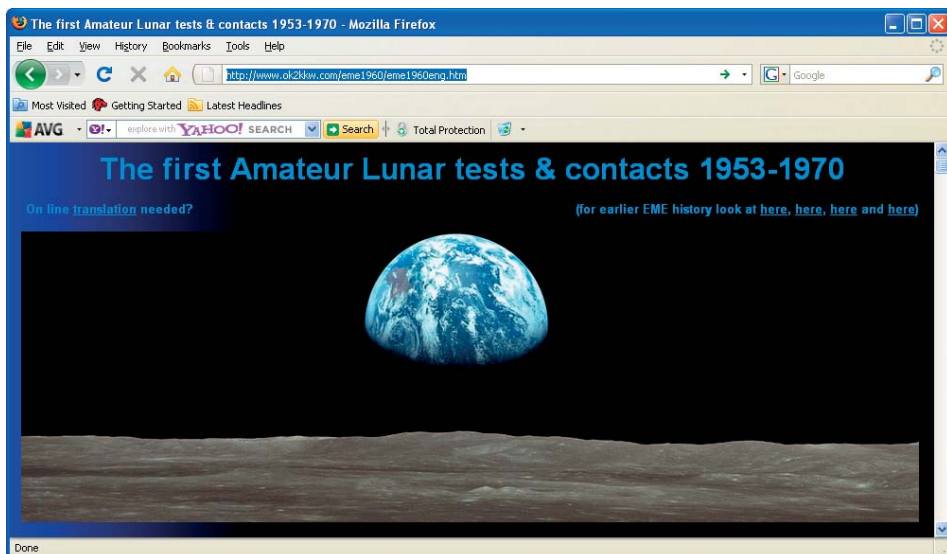 The first Amateur Lunar tests & contacts 1953-1970 - Mozilla Firefox
File Edit View History Bookmarks Tools Help
http://www.ok2kkw.com/eme1960/eme1960eng.htm G Google
Most Visited Getting Started Latest Headlines
AVG Y! explore with YAHOO! SEARCH Search Total Protection
The first Amateur Lunar tests & contacts 1953-1970
On line translation needed? (for earlier EME history look at here, here, here and here)
Done